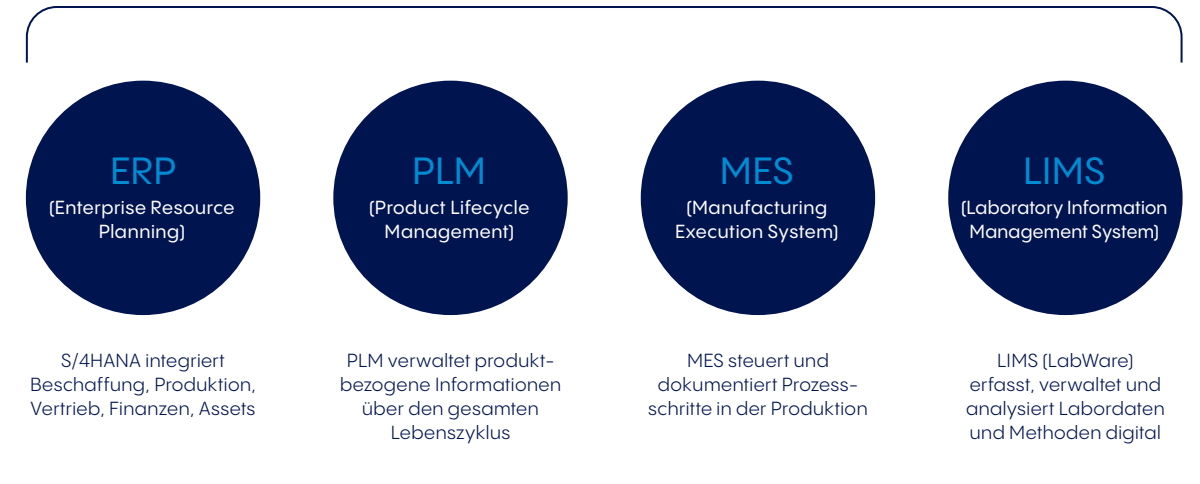 ERP
(Enterprise Resource
Planning)
PLM
(Product Lifecycle
Management)
MES
(Manufacturing
Execution System)
LIMS
(Laboratory Information
Management System)
S/4HANA integriert
Beschaffung, Produktion,
Vertrieb, Finanzen, Assets
PLM verwaltet produkt-
bezogene Informationen
über den gesamten
Lebenszyklus
MES steuert und
dokumentiert Prozess-
schritte in der Produktion
LIMS (LabWare)
erfasst, verwaltet und
analysiert Labordaten
und Methoden digital